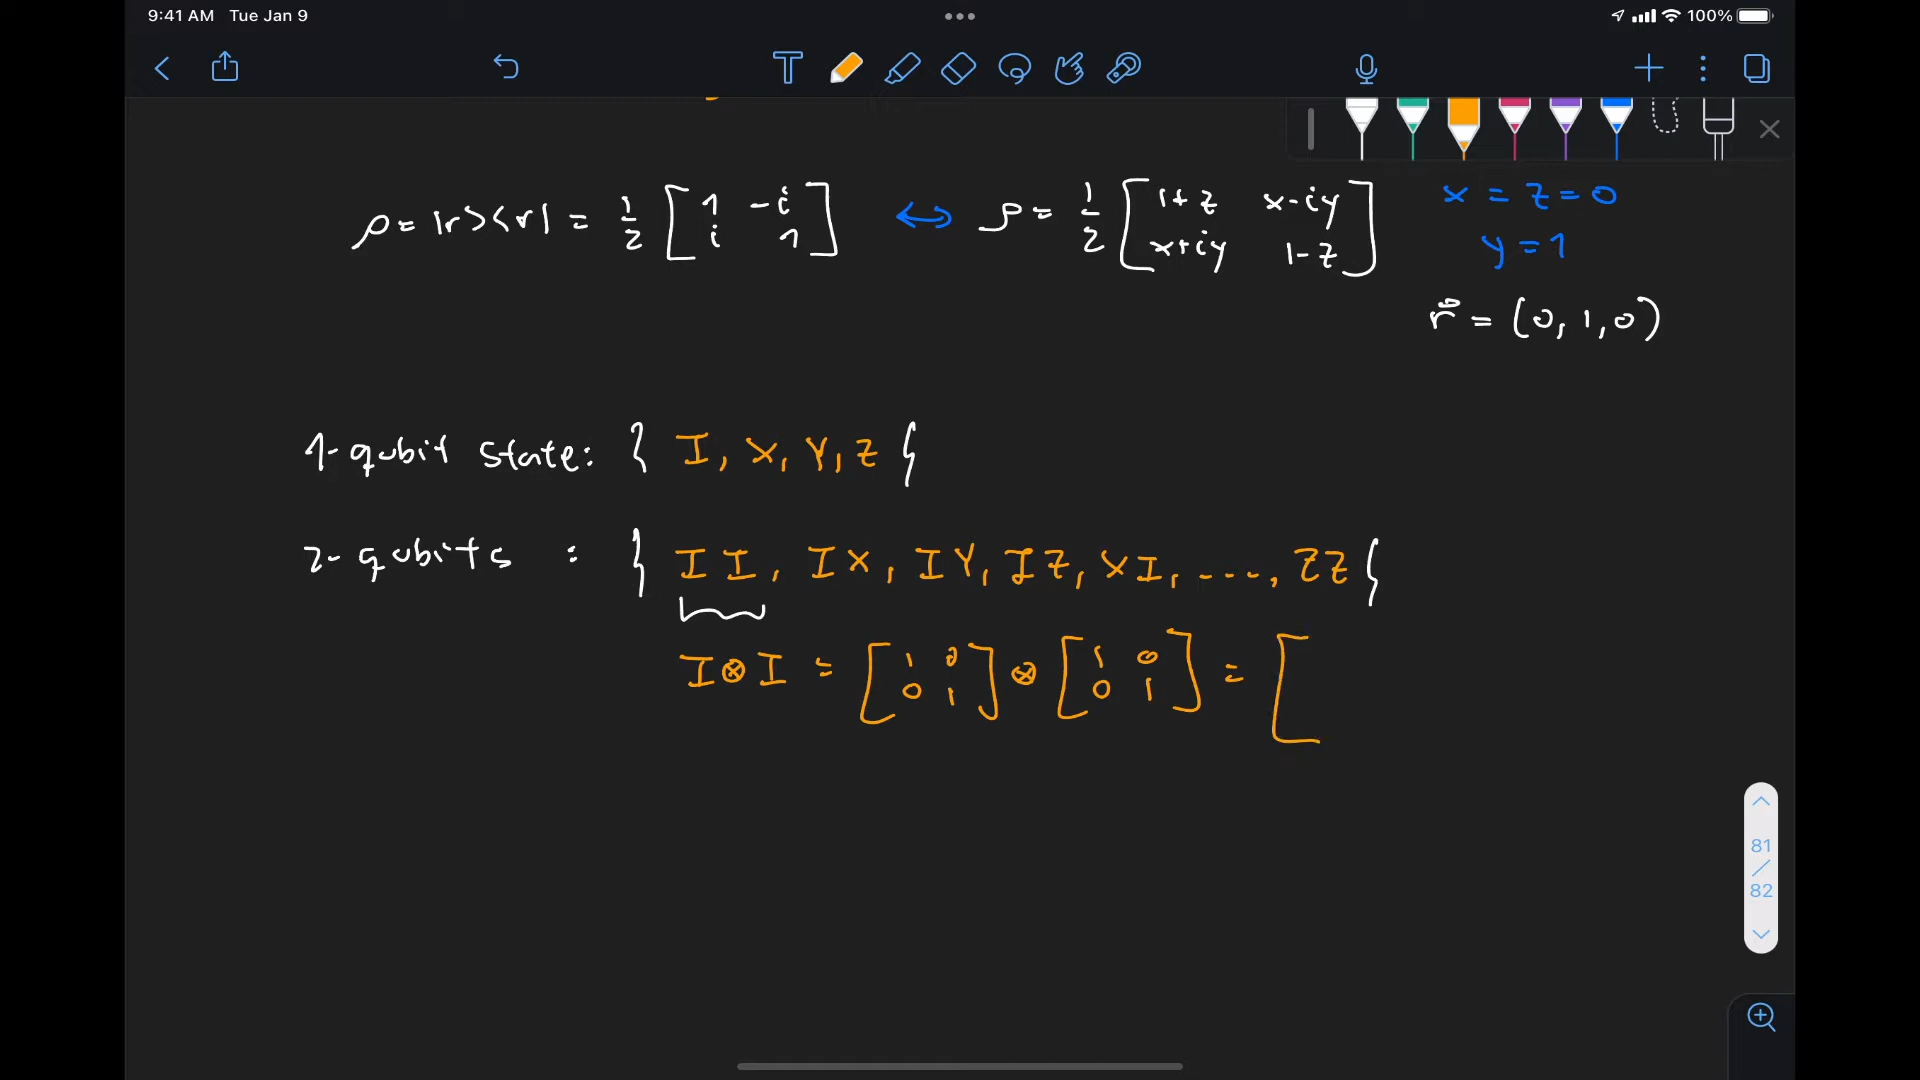 9:41 AM Tue Jan 9
100%
ρ = |r><r| = 1/2 [1 -i; i 1] ↔ ρ = 1/2 [1+z x-iy; x+iy 1-z]
x = z = 0
y = 1
r⃗ = (0, 1, 0)
1-qubit state: { I, X, Y, Z }
2-qubits : { II, IX, IY, IZ, XI, ...., ZZ }
I⊗I = [1 0; 0 1] ⊗ [1 0; 0 1] = [
81
/
82